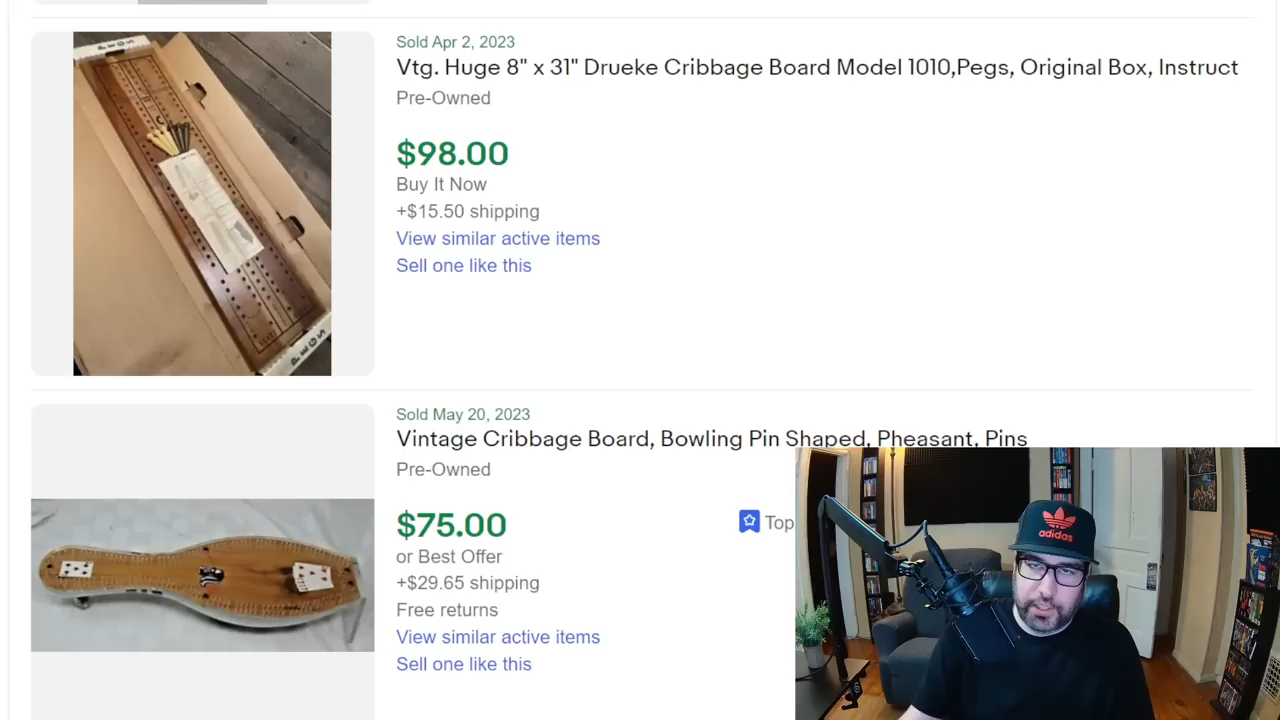 Sold Apr 2, 2023
Vtg. Huge 8" x 31" Drueke Cribbage Board Model 1010,Pegs, Original Box, Instruct
Pre-Owned
$98.00
Buy It Now
+$15.50 shipping
View similar active items
Sell one like this
Sold May 20, 2023
Vintage Cribbage Board, Bowling Pin Shaped, Pheasant, Pins
Pre-Owned
$75.00
Top
or Best Offer
+$29.65 shipping
Free returns
View similar active items
Sell one like this
adidas